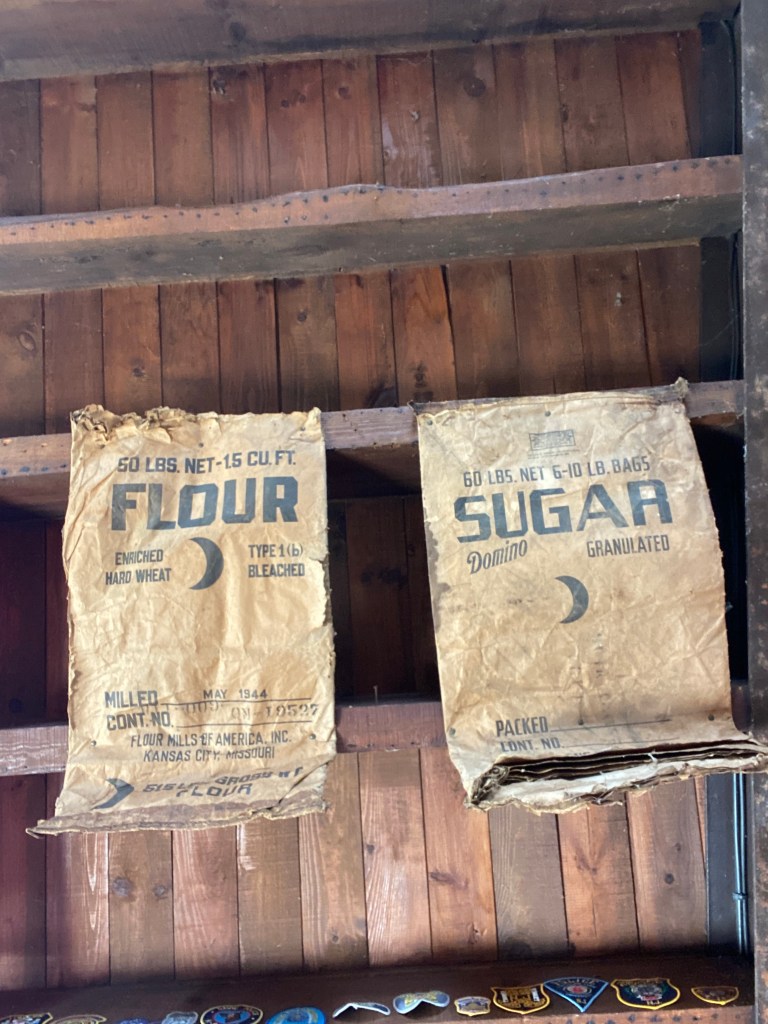 60 LBS. NET-1.5 CU. FT.
FLOUR
ENRICHED
HARD WHEAT
TYPE 1(b)
BLEACHED
MILLED MAY 1944
CONT. NO.
FLOUR MILLS OF AMERICA, INC.
KANSAS CITY, MISSOURI
FLOUR
60 LBS. NET 6-10 LB. BAGS
SUGAR
Domino GRANULATED
PACKED
CONT. NO.